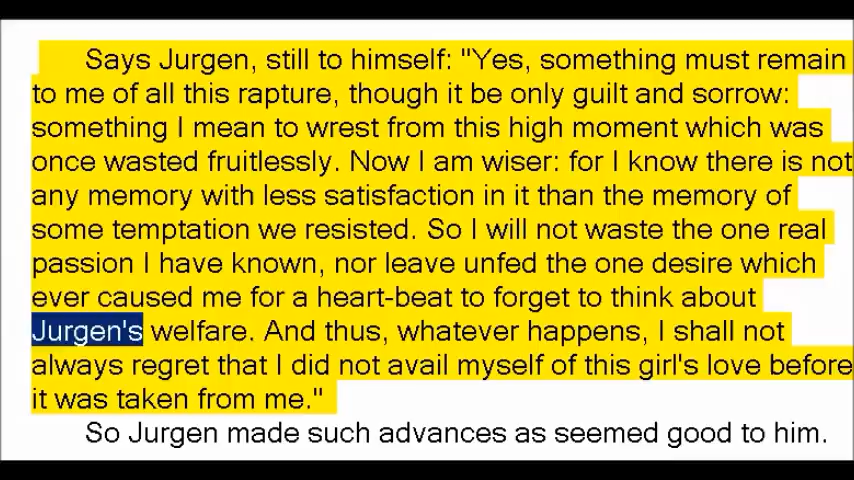 Says Jurgen, still to himself: "Yes, something must remain
to me of all this rapture, though it be only guilt and sorrow:
something I mean to wrest from this high moment which was
once wasted fruitlessly. Now I am wiser: for I know there is not
any memory with less satisfaction in it than the memory of
some temptation we resisted. So I will not waste the one real
passion I have known, nor leave unfed the one desire which
ever caused me for a heart-beat to forget to think about
Jurgen's welfare. And thus, whatever happens, I shall not
always regret that I did not avail myself of this girl's love before
it was taken from me."
So Jurgen made such advances as seemed good to him.